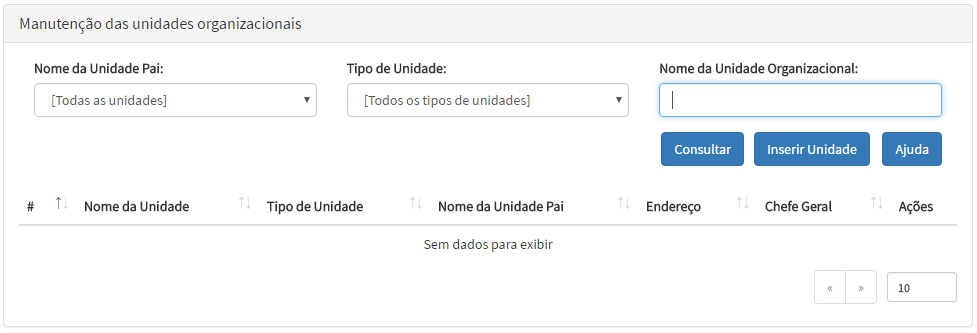 Manutenção das unidades organizacionais
Nome da Unidade Pai: Tipo de Unidade: Nome da Unidade Organizacional:
[Todas as unidades] [Todos os tipos de unidades]
Consultar Inserir Unidade Ajuda
# Nome da Unidade Tipo de Unidade Nome da Unidade Pai Endereço Chefe Geral Ações
Sem dados para exibir
« » 10